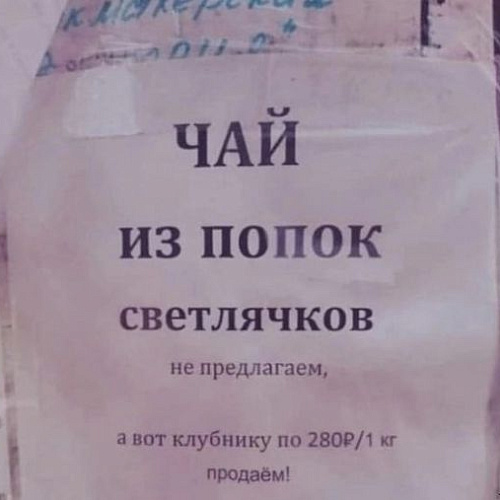 ЧАЙ
из попок
светлячков
не предлагаем,
а вот клубнику по 280₽/1 кг
продаём!